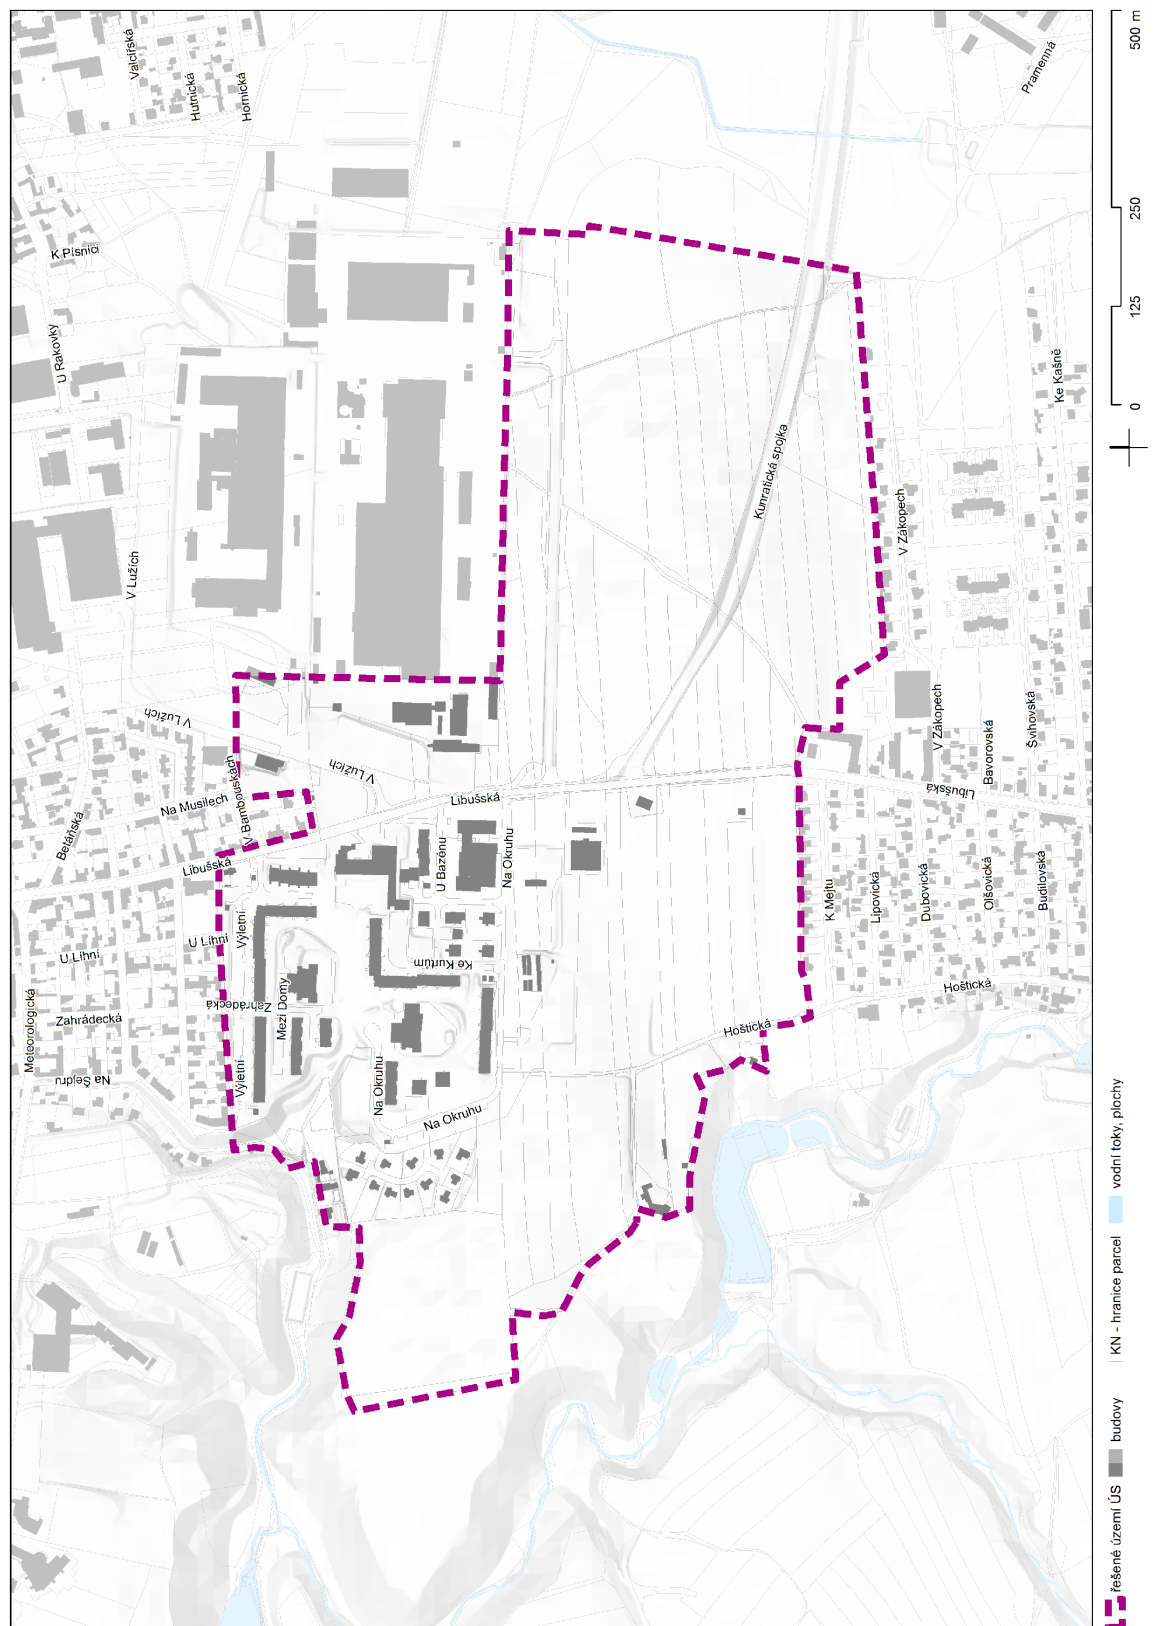 Valcířská
Hutnická
Hornická
Pramenná
K Písnici
U Rakovky
Ke Kašně
Kunratická spojka
V Zákopech
V Lužích
V Lužích
V Zákopech
Švihovská
Bavorovská
V Lužích
V Bambouskách
Na Musilech
Betáňská
Libušská
Libušská
Libušská
U Bazénu
Na Okruhu
K Mejtu
Lipovická
Dubovická
Olšovická
Budilovská
Výletní
U Líhní
U Líhní
Ke Kurtům
Hoštická
Zahrádecká
Mezi Domy
Meteorologická
Zahrádecká
Hoštická
Na Šejdru
Výletní
Na Okruhu
Na Okruhu
500 m
250
125
0
řešené území ÚS
budovy
KN - hranice parcel
vodní toky, plochy